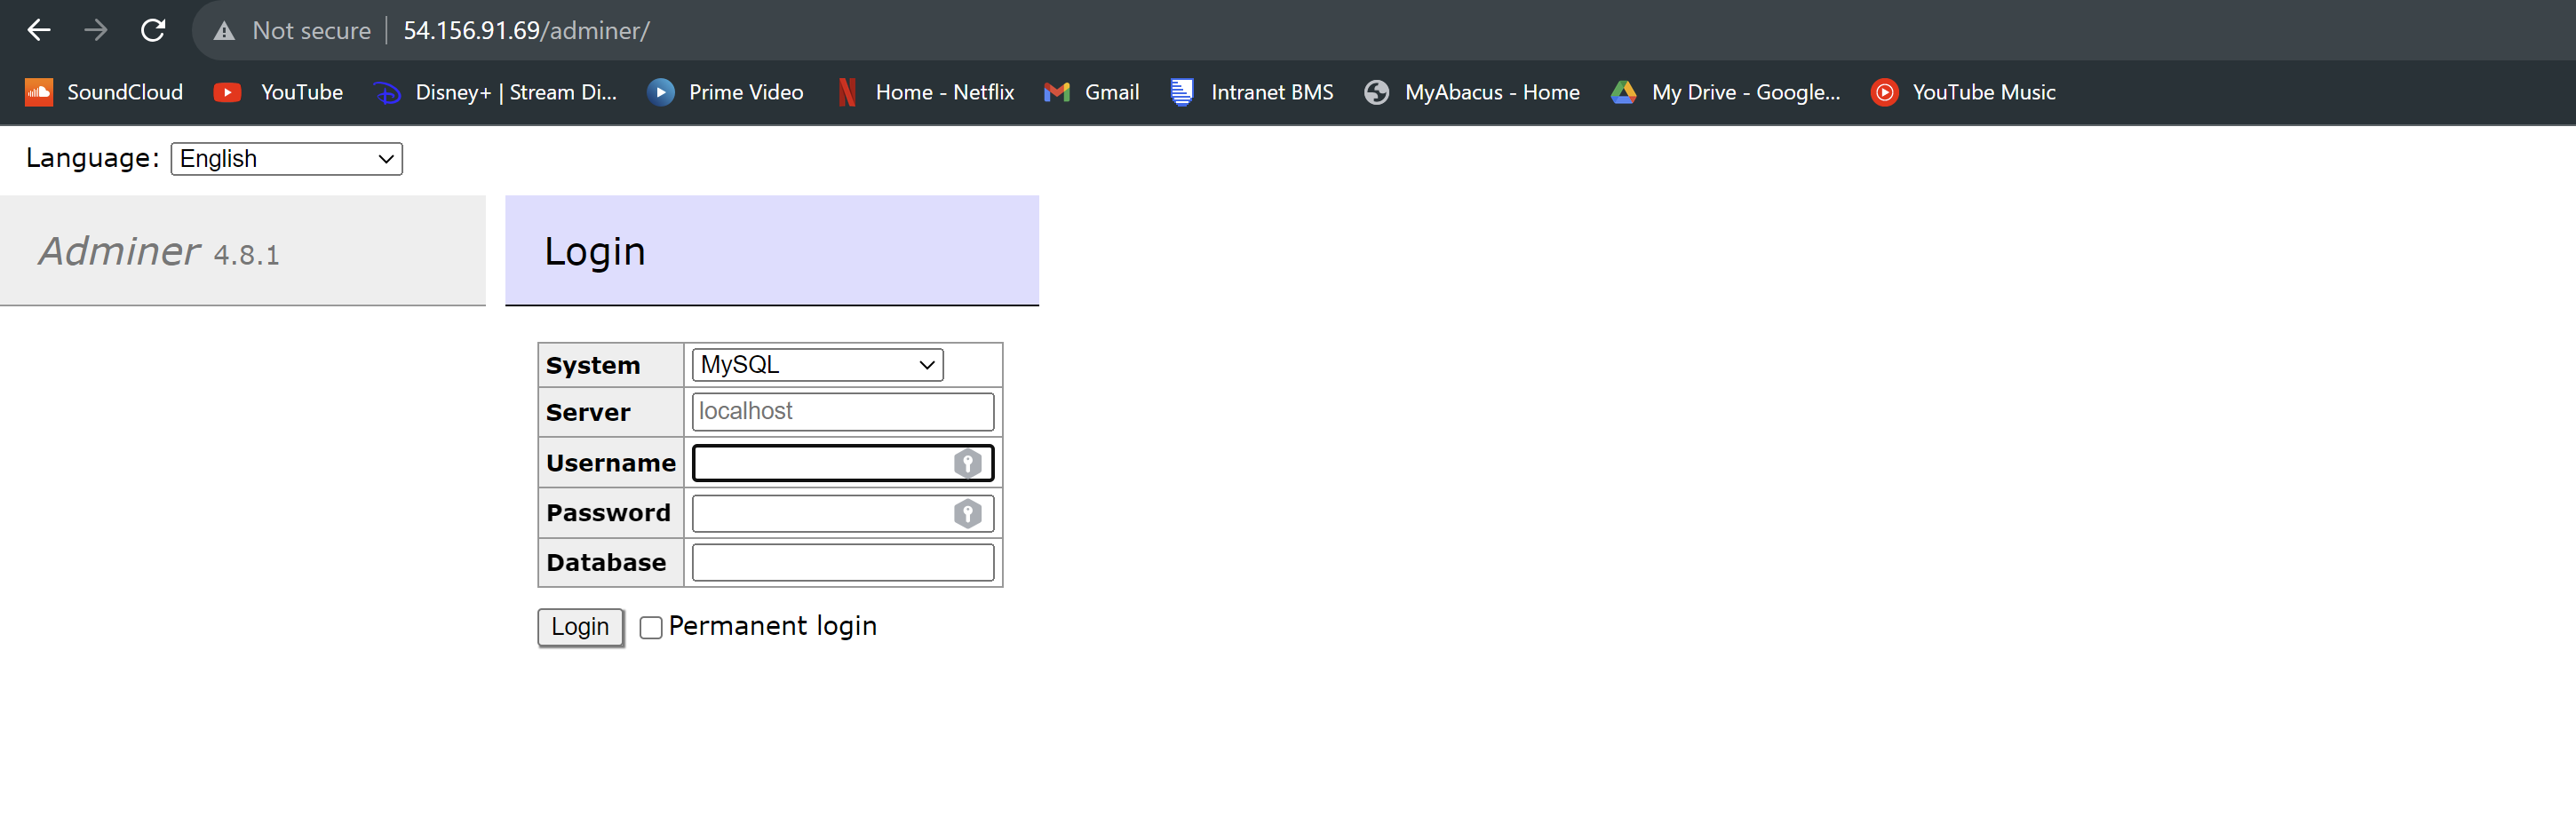 Not secure 54.156.91.69/adminer/
SoundCloud YouTube Disney+ | Stream Di... Prime Video Home - Netflix Gmail Intranet BMS MyAbacus - Home My Drive - Google... YouTube Music
Language: English
Adminer 4.8.1
Login
System MySQL
Server localhost
Username
Password
Database
Login Permanent login